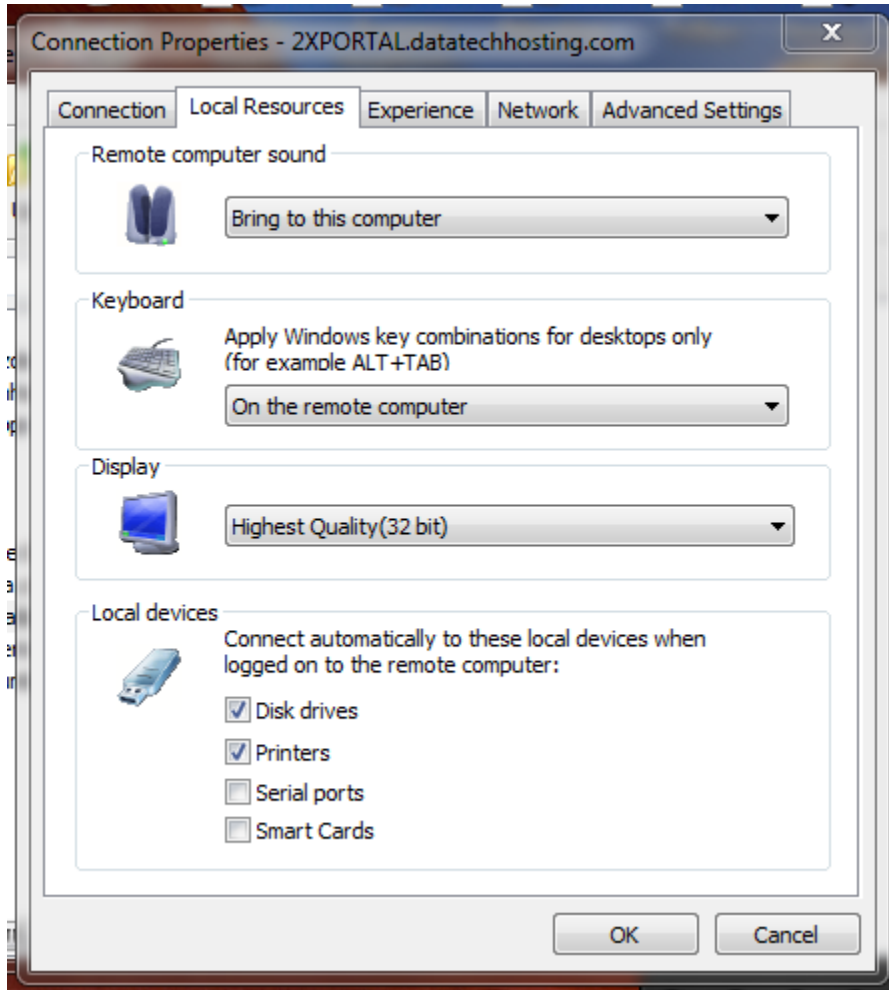 Connection Properties - 2XPORTAL.datatechhosting.com
Connection Local Resources Experience Network Advanced Settings
Remote computer sound
Bring to this computer
Keyboard
Apply Windows key combinations for desktops only
(for example ALT+TAB)
On the remote computer
Display
Highest Quality(32 bit)
Local devices
Connect automatically to these local devices when
logged on to the remote computer:
Disk drives
Printers
Serial ports
Smart Cards
OK Cancel